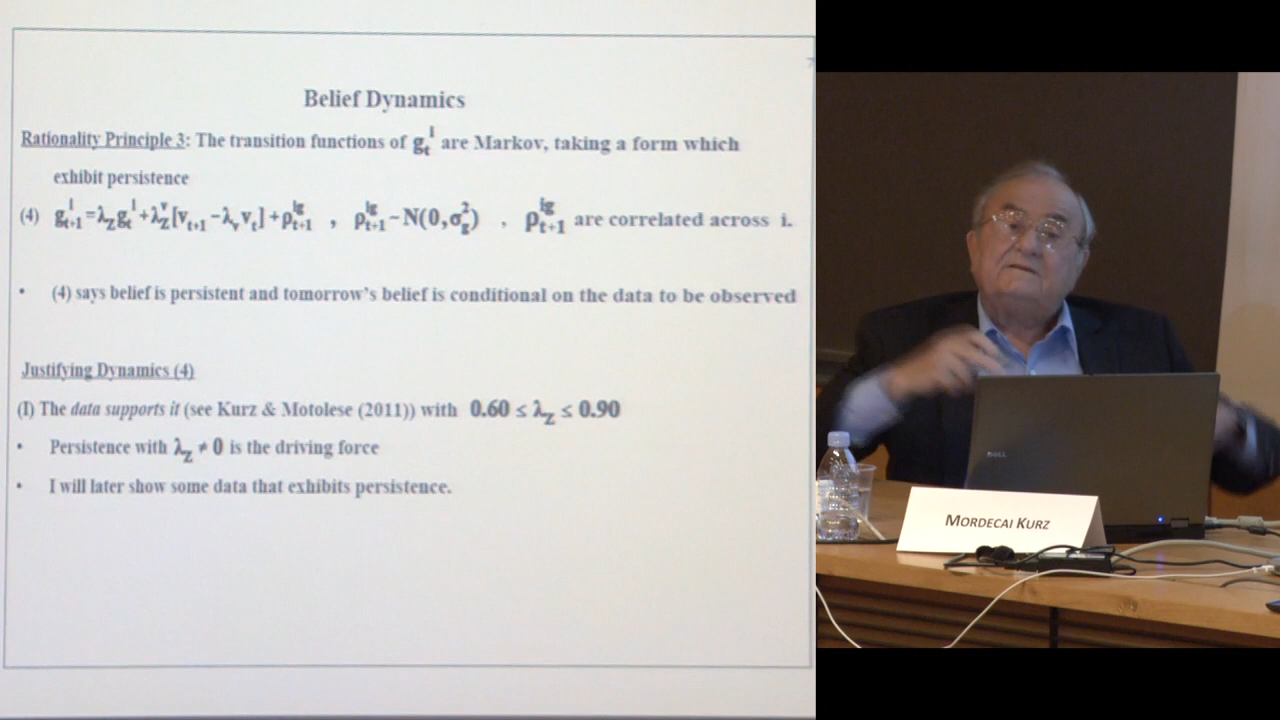 Belief Dynamics
Rationality Principle 3: The transition functions of g_t^i are Markov, taking a form which
exhibit persistence
(4) g_{t+1}^i = λ_Z g_t^i + λ_Z^v [v_{t+1} − λ_v v_t] + ρ_{t+1}^{ig} , ρ_{t+1}^{ig} ~ N(0, σ_g^2) , ρ_{t+1}^{ig} are correlated across i.
• (4) says belief is persistent and tomorrow's belief is conditional on the data to be observed
Justifying Dynamics (4)
(I) The data supports it (see Kurz & Motolese (2011)) with 0.60 ≤ λ_Z ≤ 0.90
• Persistence with λ_Z ≠ 0 is the driving force
• I will later show some data that exhibits persistence.
DELL
MORDECAI KURZ